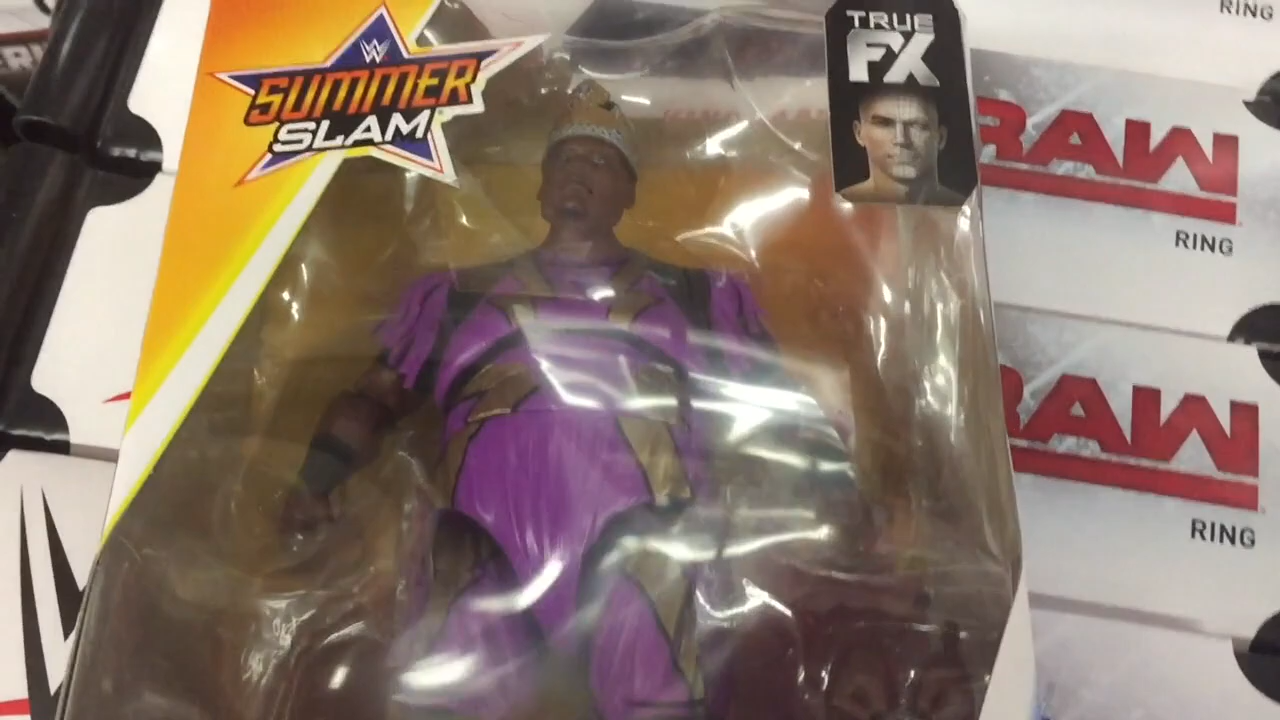 RING
W
SUMMER
SLAM
TRUE
FX
RAW
RING
RAW
RING